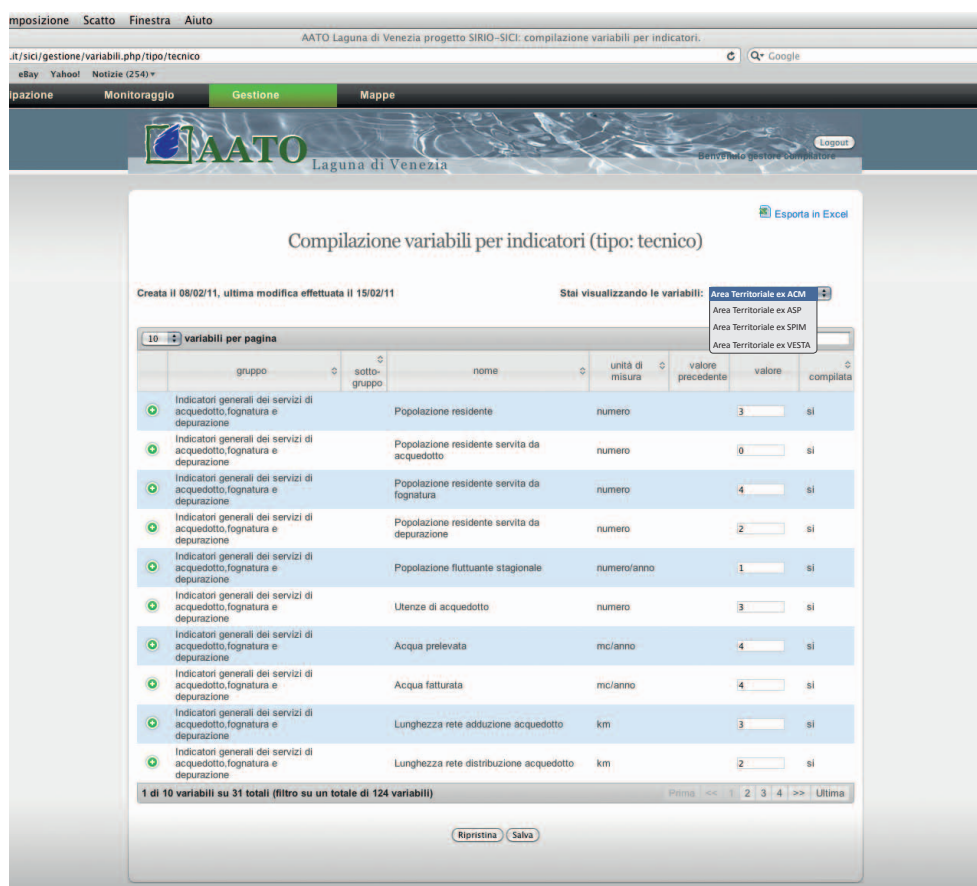 mposizione Scatto Finestra Aiuto
AATO Laguna di Venezia progetto SIRIO-SICI: compilazione variabili per indicatori.
.it/sici/gestione/variabili.php/tipo/tecnico
Google
eBay Yahoo! Notizie (254)
ipazione Monitoraggio Gestione Mappe
AATO
Laguna di Venezia
Logout
Benvenuto gestore compilatore
Esporta in Excel
Compilazione variabili per indicatori (tipo: tecnico)
Creata il 08/02/11, ultima modifica effettuata il 15/02/11
Stai visualizzando le variabili: Area Territoriale ex ACM
Area Territoriale ex ASP
Area Territoriale ex SPIM
Area Territoriale ex VESTA
10 variabili per pagina
gruppo sotto-gruppo nome unità di misura valore precedente valore compilata
Indicatori generali dei servizi di
acquedotto,fognatura e
depurazione
Popolazione residente numero 3 si
Indicatori generali dei servizi di
acquedotto,fognatura e
depurazione
Popolazione residente servita da
acquedotto
numero 0 si
Indicatori generali dei servizi di
acquedotto,fognatura e
depurazione
Popolazione residente servita da
fognatura
numero 4 si
Indicatori generali dei servizi di
acquedotto,fognatura e
depurazione
Popolazione residente servita da
depurazione
numero 2 si
Indicatori generali dei servizi di
acquedotto,fognatura e
depurazione
Popolazione fluttuante stagionale numero/anno 1 si
Indicatori generali dei servizi di
acquedotto,fognatura e
depurazione
Utenze di acquedotto numero 3 si
Indicatori generali dei servizi di
acquedotto,fognatura e
depurazione
Acqua prelevata mc/anno 4 si
Indicatori generali dei servizi di
acquedotto,fognatura e
depurazione
Acqua fatturata mc/anno 4 si
Indicatori generali dei servizi di
acquedotto,fognatura e
depurazione
Lunghezza rete adduzione acquedotto km 3 si
Indicatori generali dei servizi di
acquedotto,fognatura e
depurazione
Lunghezza rete distribuzione acquedotto km 2 si
1 di 10 variabili su 31 totali (filtro su un totale di 124 variabili)
Prima << 1 2 3 4 >> Ultima
Ripristina Salva